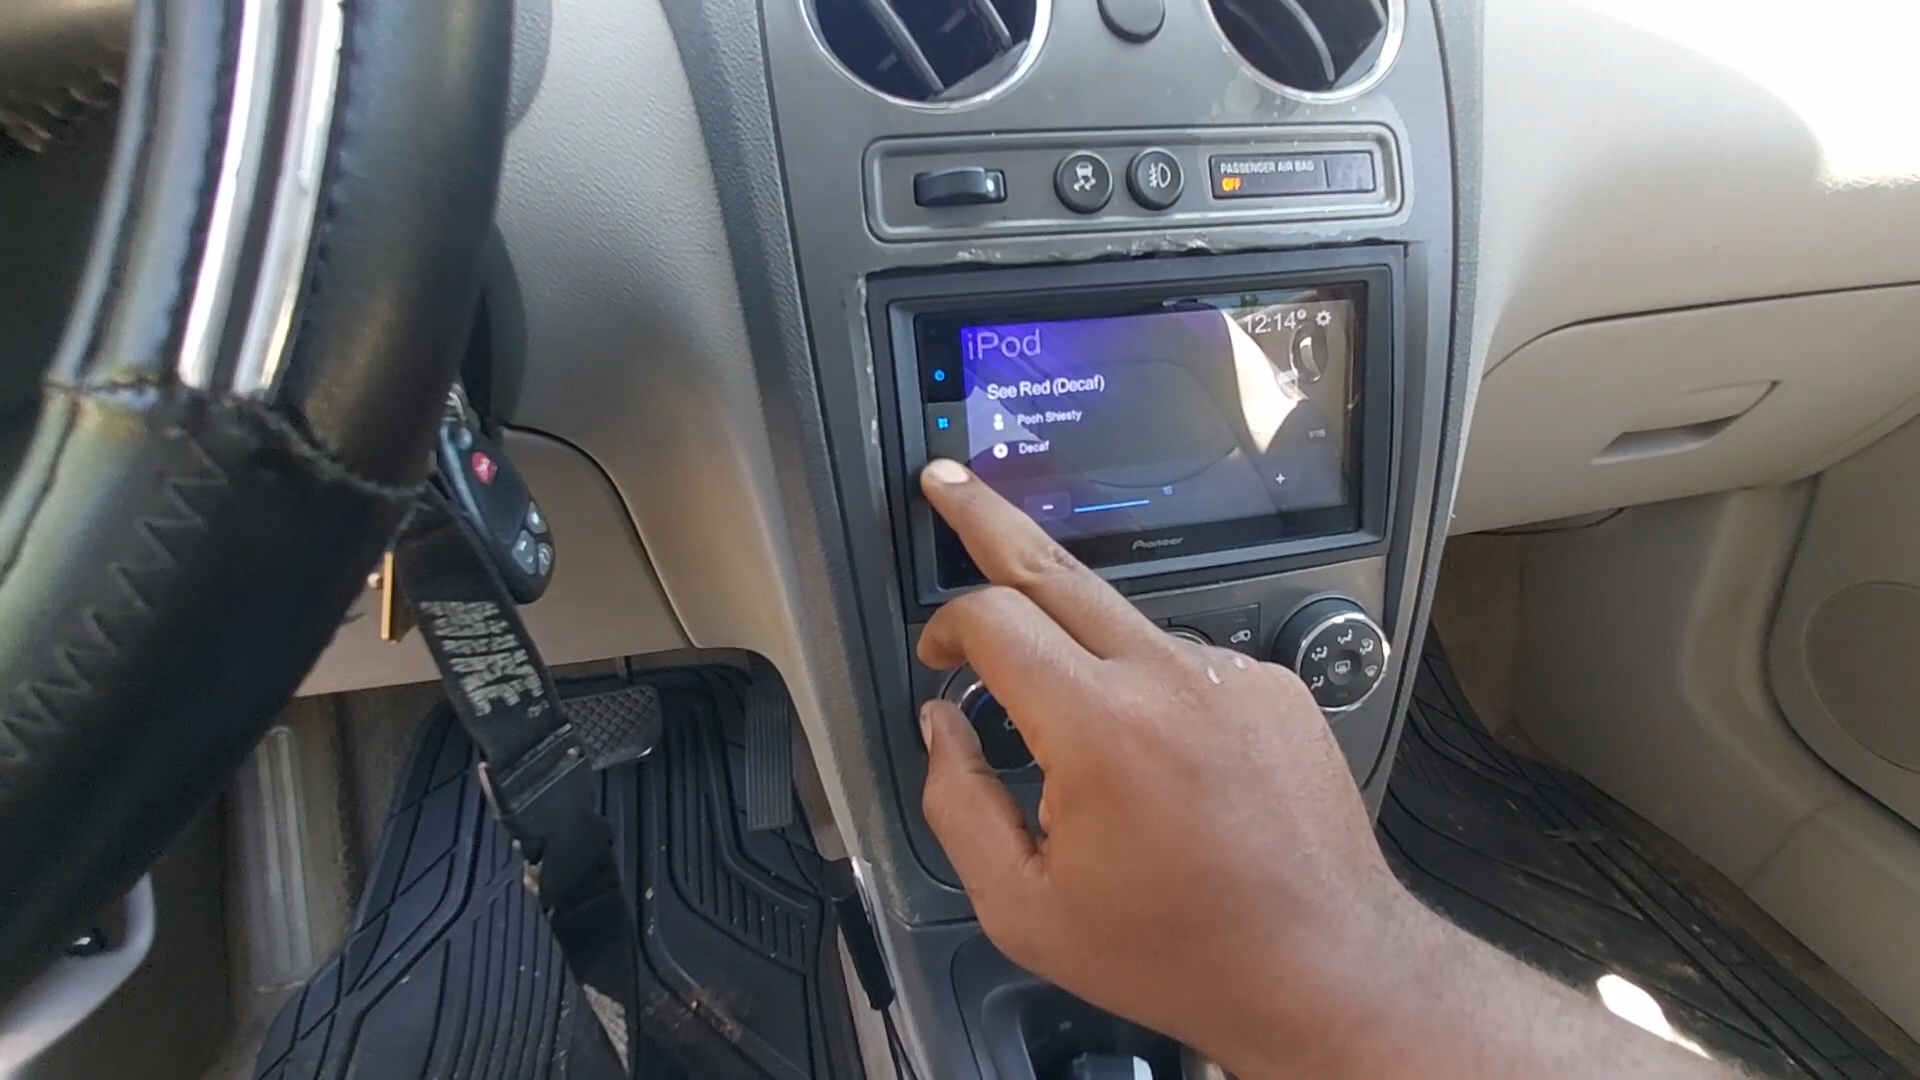 PASSENGER AIR BAG
OFF
12:14
iPod
See Red (Decaf)
Pooh Shiesty
Decaf
Pioneer